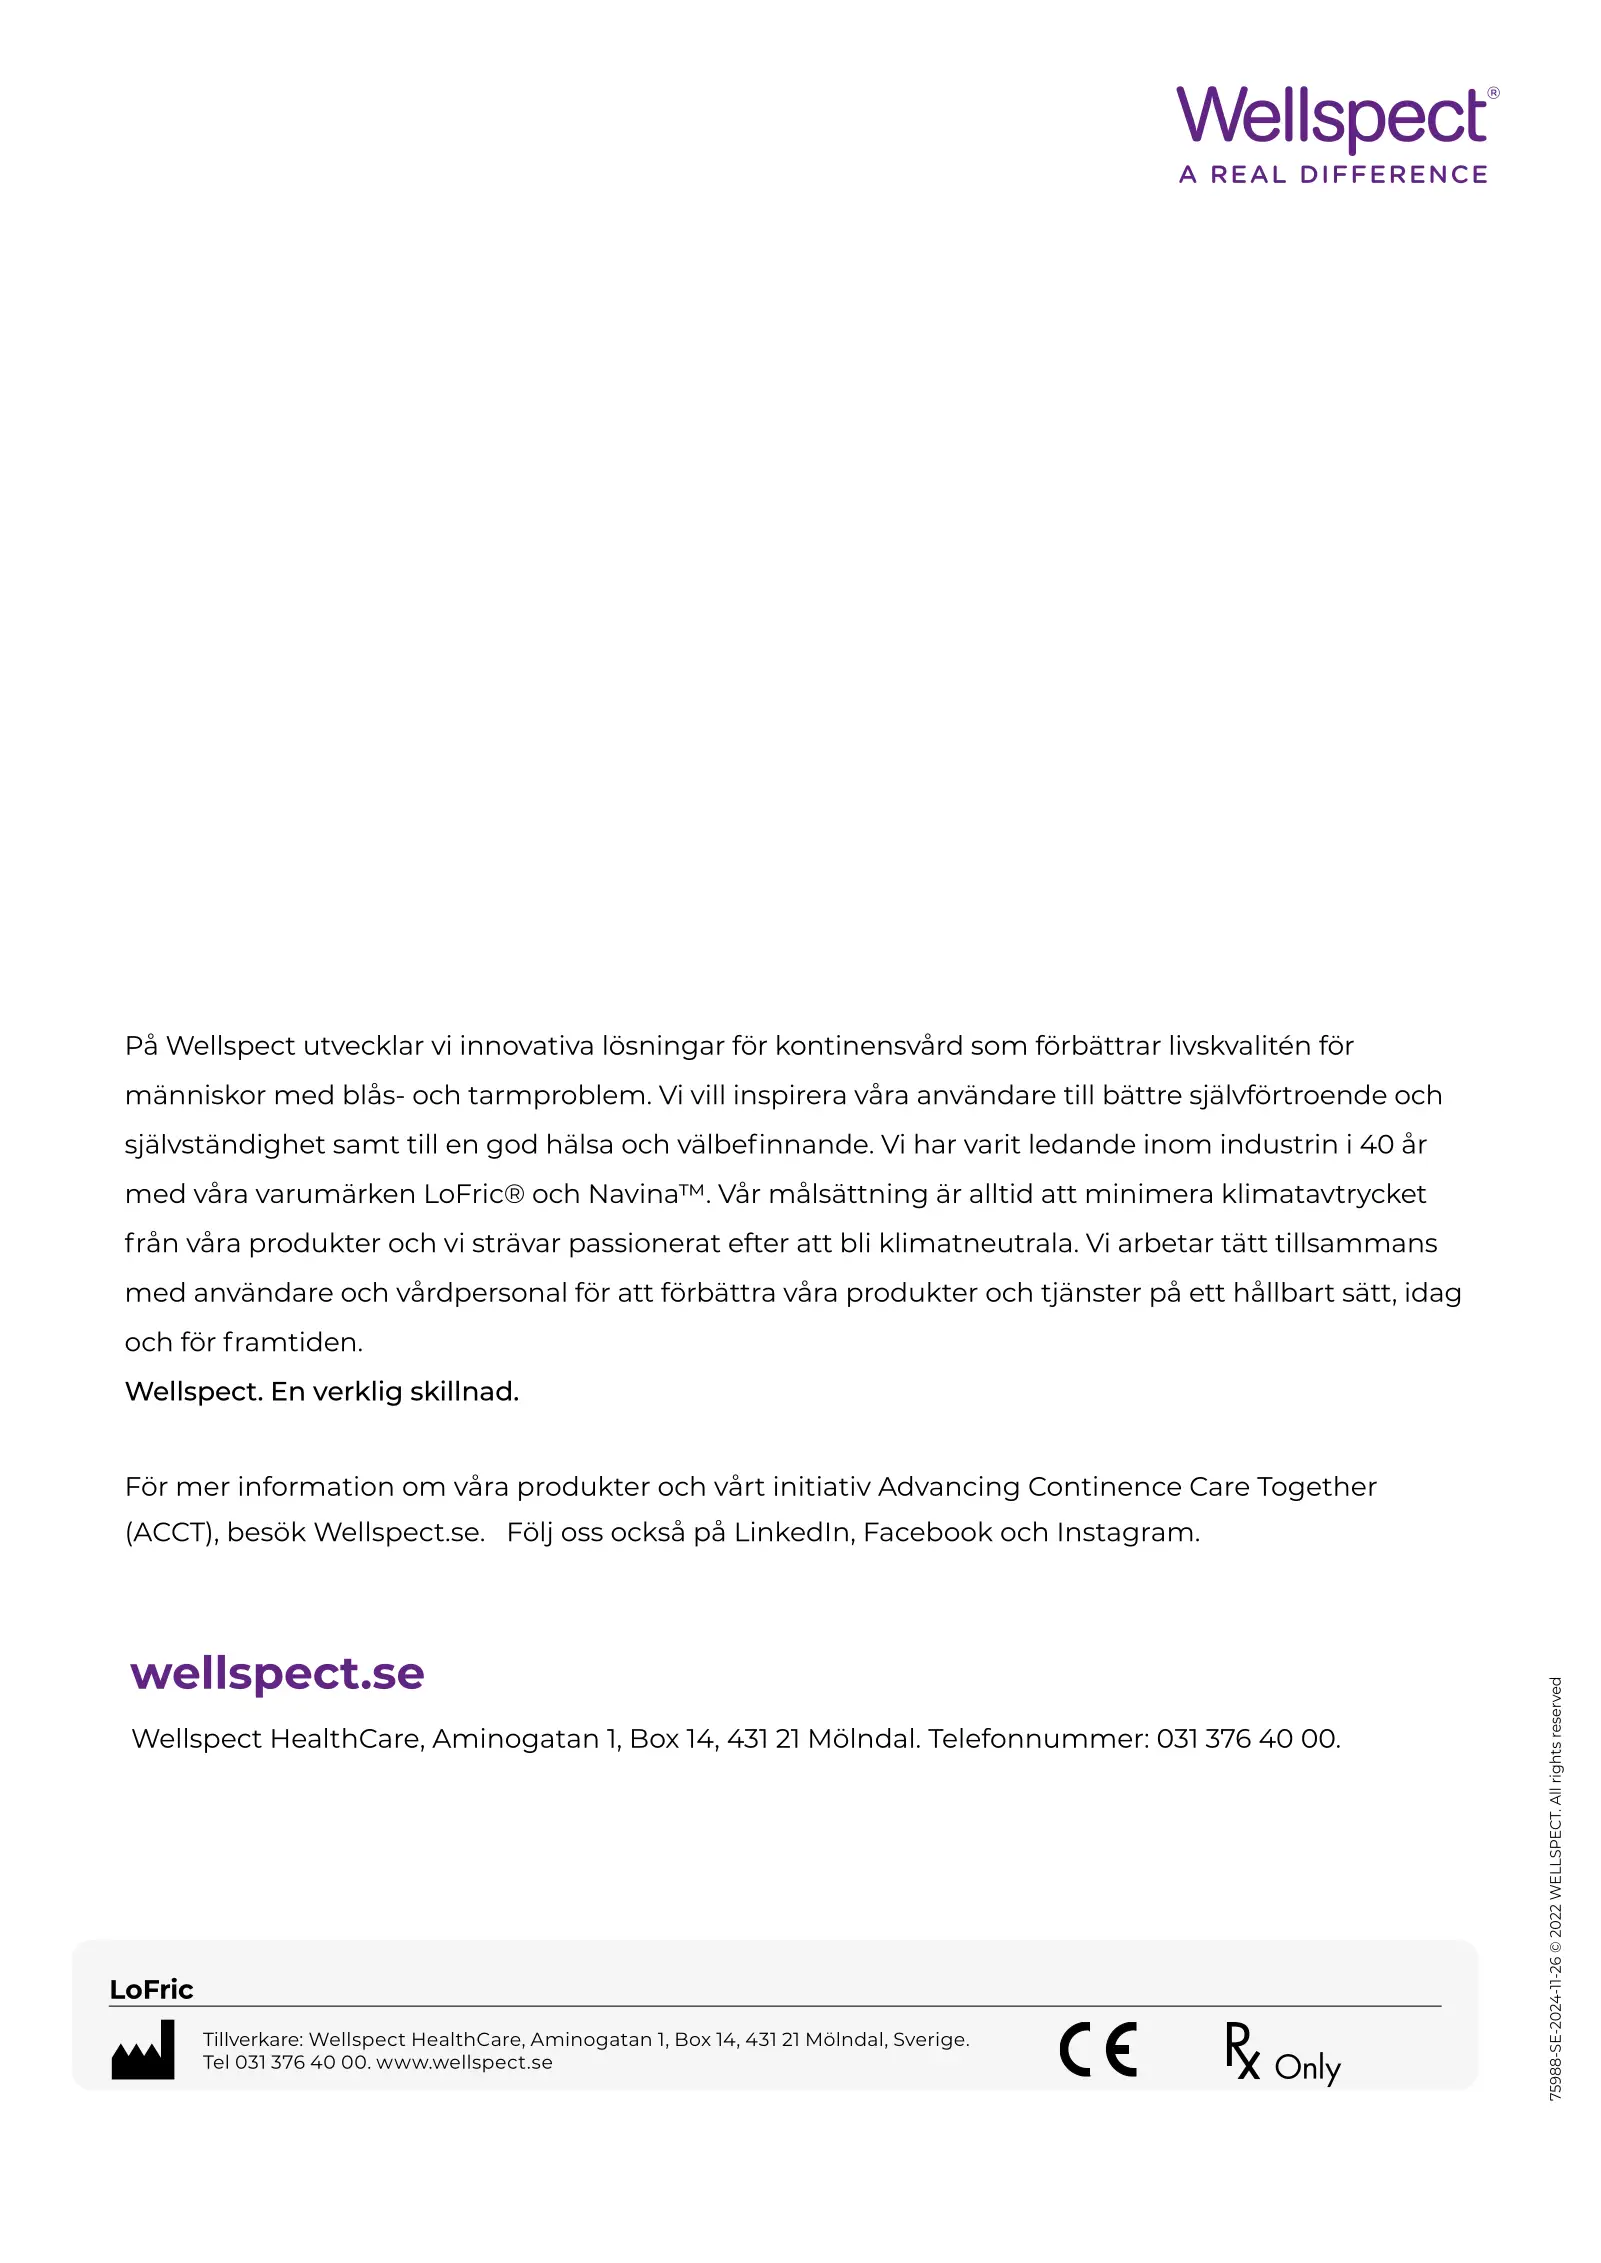 Wellspect®
A REAL DIFFERENCE
På Wellspect utvecklar vi innovativa lösningar för kontinensvård som förbättrar livskvalitén för
människor med blås- och tarmproblem. Vi vill inspirera våra användare till bättre självförtroende och
självständighet samt till en god hälsa och välbefinnande. Vi har varit ledande inom industrin i 40 år
med våra varumärken LoFric® och Navina™. Vår målsättning är alltid att minimera klimatavtrycket
från våra produkter och vi strävar passionerat efter att bli klimatneutrala. Vi arbetar tätt tillsammans
med användare och vårdpersonal för att förbättra våra produkter och tjänster på ett hållbart sätt, idag
och för framtiden.
Wellspect. En verklig skillnad.
För mer information om våra produkter och vårt initiativ Advancing Continence Care Together
(ACCT), besök Wellspect.se. Följ oss också på LinkedIn, Facebook och Instagram.
wellspect.se
Wellspect HealthCare, Aminogatan 1, Box 14, 431 21 Mölndal. Telefonnummer: 031 376 40 00.
75988-SE-2024-11-26 © 2022 WELLSPECT. All rights reserved
LoFric
Tillverkare: Wellspect HealthCare, Aminogatan 1, Box 14, 431 21 Mölndal, Sverige.
Tel 031 376 40 00. www.wellspect.se
CE
Rx Only